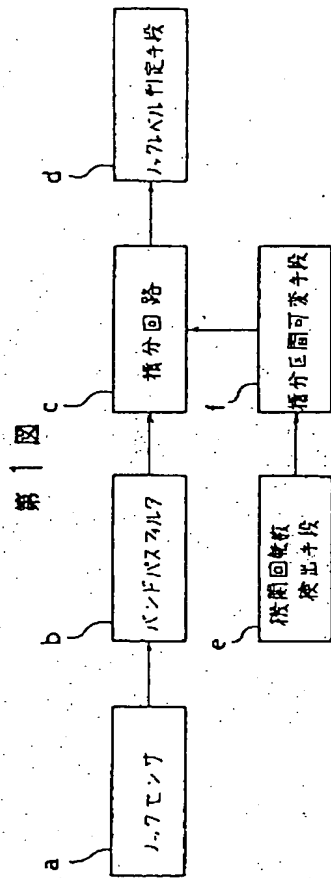 第1図
a
ノックセンサ
b
バンドパスフィルタ
c
積分回路
d
ノックレベル判定手段
e
機関回転数
検出手段
f
積分区間可変手段